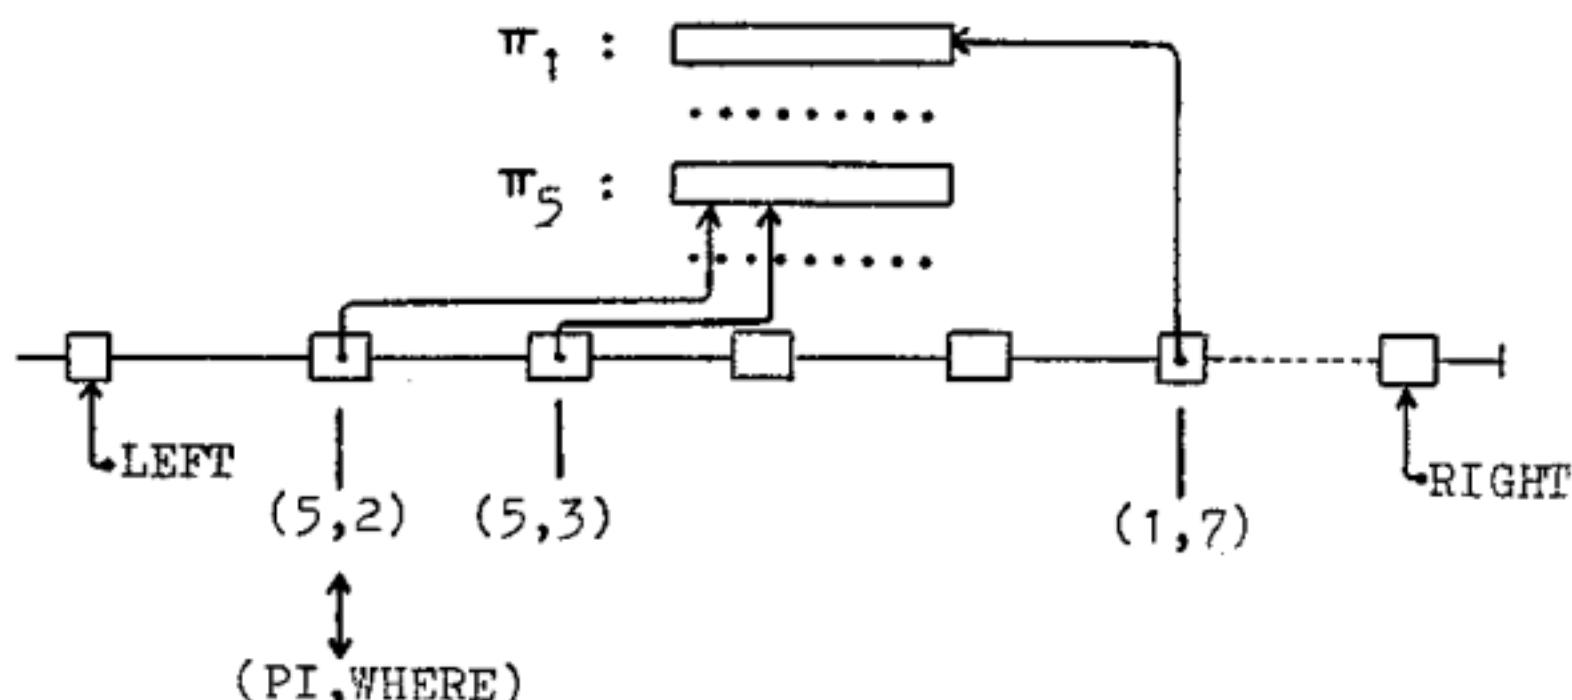 π₁ :
.........
π₅ :
.........
LEFT
RIGHT
(5,2) (5,3) (1,7)
(PI,WHERE)